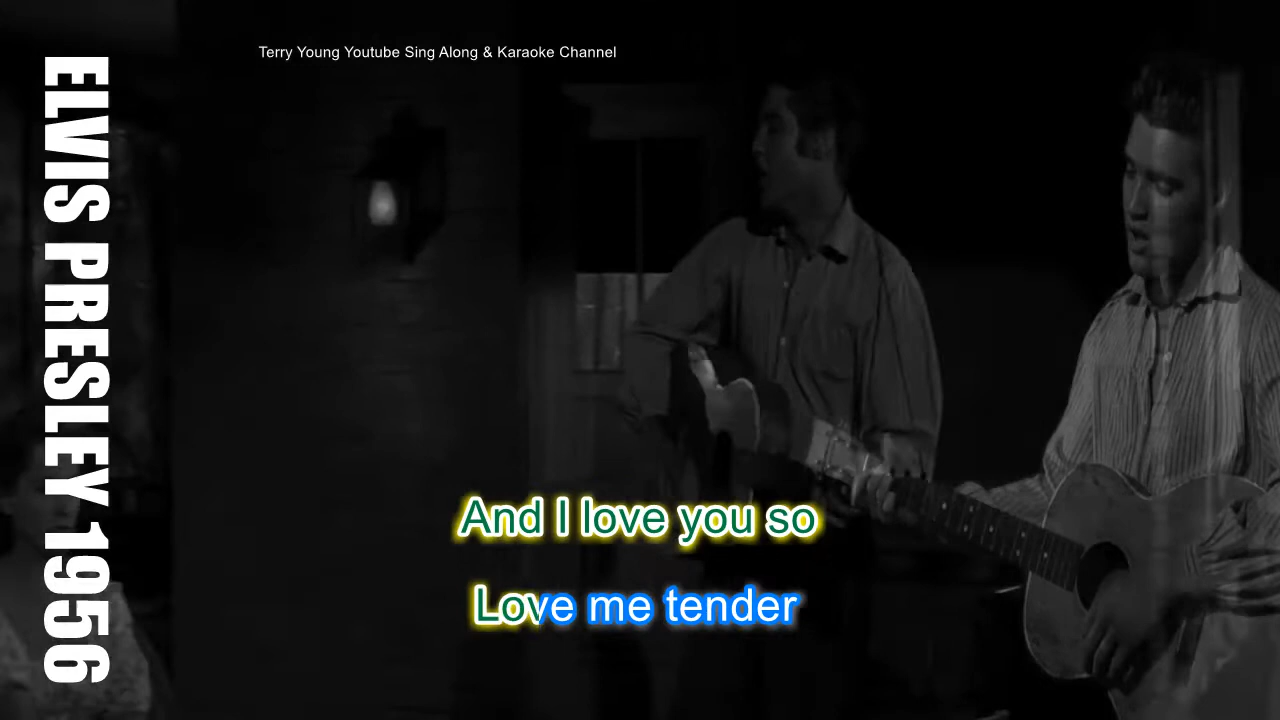 Terry Young Youtube Sing Along & Karaoke Channel
ELVIS PRESLEY 1956
And I love you so
Love me tender